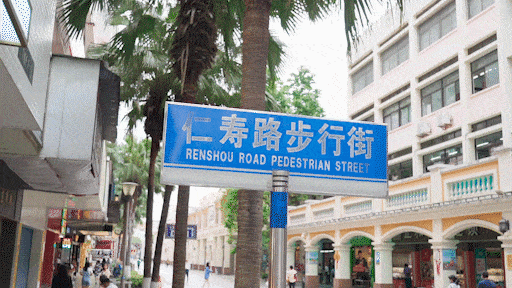 仁寿路步行街
RENSHOU ROAD PEDESTRIAN STREET